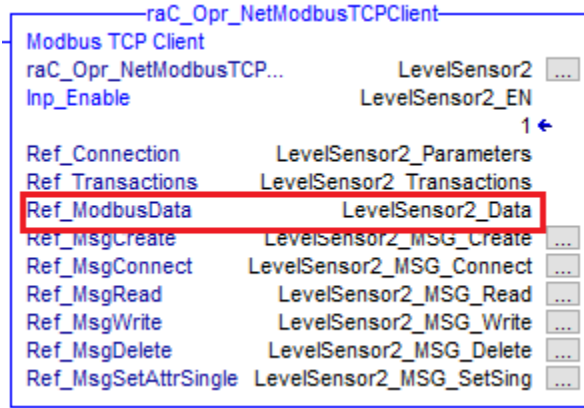 raC_Opr_NetModbusTCPClient
Modbus TCP Client
raC_Opr_NetModbusTCP... LevelSensor2 ...
Inp_Enable LevelSensor2_EN
1
Ref_Connection LevelSensor2_Parameters
Ref_Transactions LevelSensor2_Transactions
Ref_ModbusData LevelSensor2_Data
Ref_MsgCreate LevelSensor2_MSG_Create ...
Ref_MsgConnect LevelSensor2_MSG_Connect ...
Ref_MsgRead LevelSensor2_MSG_Read ...
Ref_MsgWrite LevelSensor2_MSG_Write ...
Ref_MsgDelete LevelSensor2_MSG_Delete ...
Ref_MsgSetAttrSingle LevelSensor2_MSG_SetSing ...